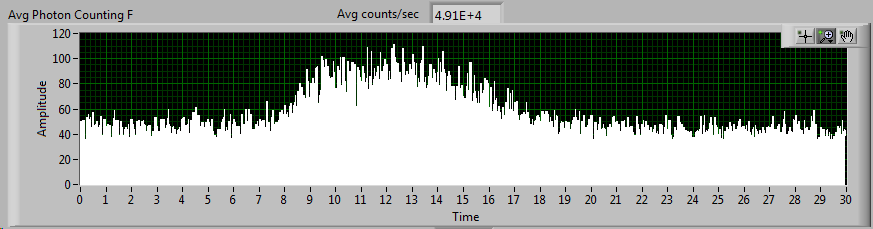 Avg Photon Counting F
Avg counts/sec 4.91E+4
Amplitude
120
100
80
60
40
20
0
0 1 2 3 4 5 6 7 8 9 10 11 12 13 14 15 16 17 18 19 20 21 22 23 24 25 26 27 28 29 30
Time